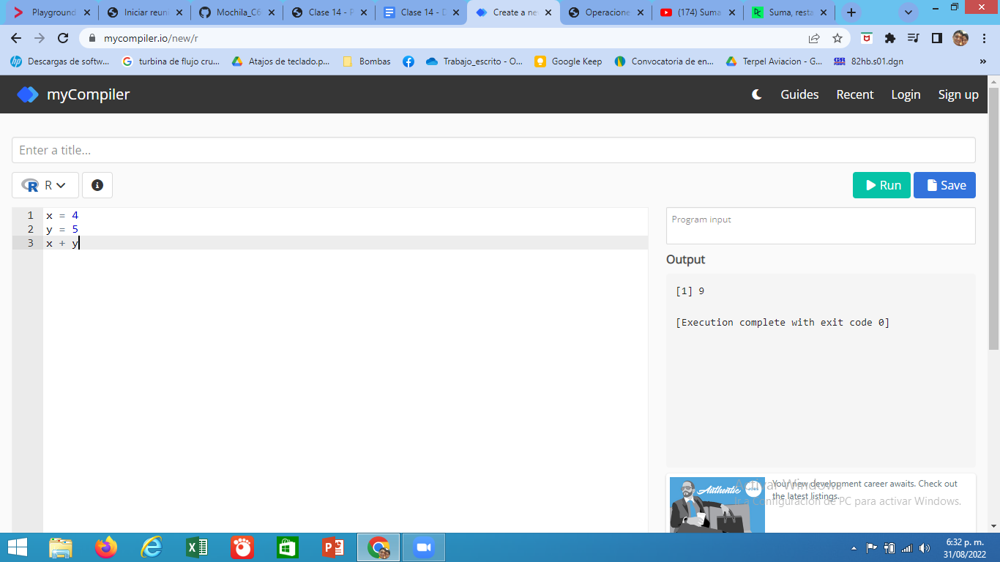 Playground
Iniciar reuni
Mochila_C6
Clase 14 - P
Clase 14 - D
Create a ne
Operacione
(174) Suma
Suma, resta
mycompiler.io/new/r
Descargas de softw...
turbina de flujo cru...
Atajos de teclado.p...
Bombas
Trabajo_escrito - O...
Google Keep
Convocatoria de en...
Terpel Aviacion - G...
82hb.s01.dgn
»
myCompiler
Guides
Recent
Login
Sign up
Enter a title...
R
Run
Save
1 x = 4
2 y = 5
3 x + y
Program input
Output
[1] 9
[Execution complete with exit code 0]
Authentic
JOBS
Your new development career awaits. Check out
the latest listings.
Activar Windows
Ir a Configuración de PC para activar Windows.
6:32 p. m.
31/08/2022